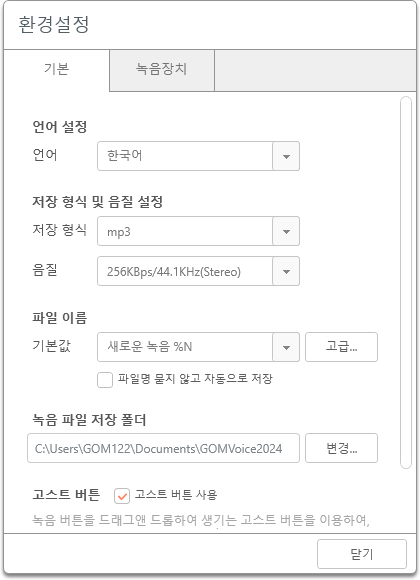 환경설정
기본 녹음장치
언어 설정
언어 한국어
저장 형식 및 음질 설정
저장 형식 mp3
음질 256KBps/44.1KHz(Stereo)
파일 이름
기본값 새로운 녹음 %N 고급...
파일명 묻지 않고 자동으로 저장
녹음 파일 저장 폴더
C:\Users\GOM122\Documents\GOMVoice2024 변경...
고스트 버튼 고스트 버튼 사용
녹음 버튼을 드래그앤 드롭하여 생기는 고스트 버튼을 이용하여,
닫기